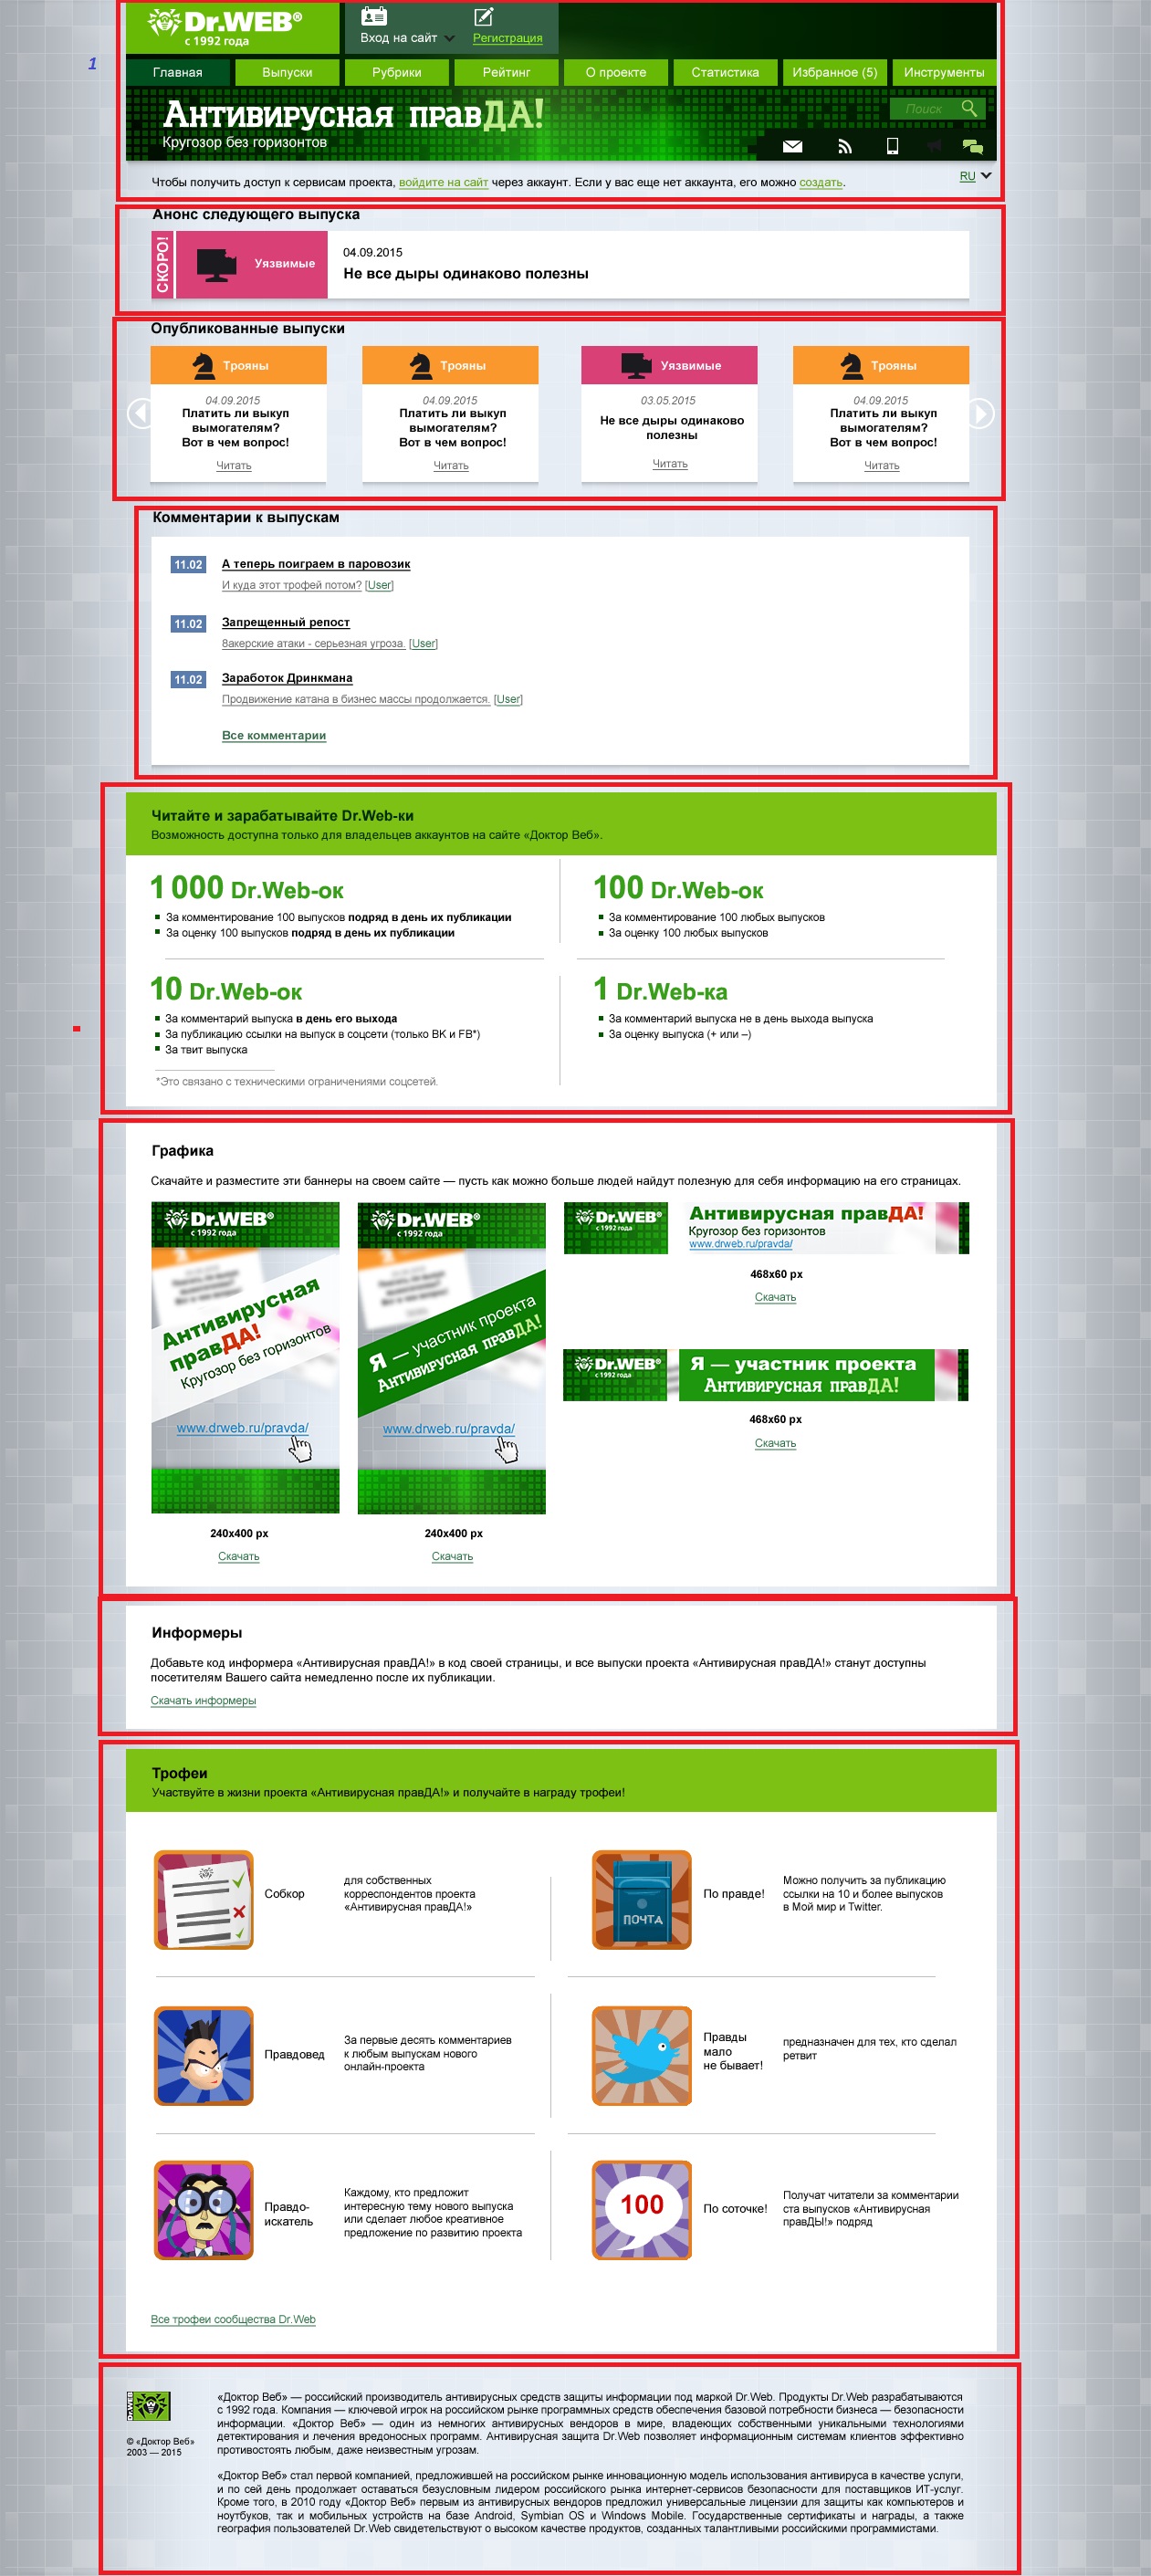 Dr.WEB®
с 1992 года
Вход на сайт
Регистрация
1
Главная
Выпуски
Рубрики
Рейтинг
О проекте
Статистика
Избранное (5)
Инструменты
Антивирусная правДА!
Кругозор без горизонтов
Поиск
Чтобы получить доступ к сервисам проекта, войдите на сайт через аккаунт. Если у вас еще нет аккаунта, его можно создать.
RU
Анонс следующего выпуска
СКОРО!
Уязвимые
04.09.2015
Не все дыры одинаково полезны
Опубликованные выпуски
Трояны
04.09.2015
Платить ли выкуп
вымогателям?
Вот в чем вопрос!
Читать
Трояны
04.09.2015
Платить ли выкуп
вымогателям?
Вот в чем вопрос!
Читать
Уязвимые
03.05.2015
Не все дыры одинаково
полезны
Читать
Трояны
04.09.2015
Платить ли выкуп
вымогателям?
Вот в чем вопрос!
Читать
Комментарии к выпускам
11.02
А теперь поиграем в паровозик
И куда этот трофей потом? [User]
11.02
Запрещенный репост
8акерские атаки - серьезная угроза. [User]
11.02
Заработок Дринкмана
Продвижение катана в бизнес массы продолжается. [User]
Все комментарии
Читайте и зарабатывайте Dr.Web-ки
Возможность доступна только для владельцев аккаунтов на сайте «Доктор Веб».
1 000 Dr.Web-ок
За комментирование 100 выпусков подряд в день их публикации
За оценку 100 выпусков подряд в день их публикации
100 Dr.Web-ок
За комментирование 100 любых выпусков
За оценку 100 любых выпусков
10 Dr.Web-ок
За комментарий выпуска в день его выхода
За публикацию ссылки на выпуск в соцсети (только ВК и FB*)
За твит выпуска
*Это связано с техническими ограничениями соцсетей.
1 Dr.Web-ка
За комментарий выпуска не в день выхода выпуска
За оценку выпуска (+ или –)
Графика
Скачайте и разместите эти баннеры на своем сайте — пусть как можно больше людей найдут полезную для себя информацию на его страницах.
Dr.WEB®
с 1992 года
Антивирусная
правДА!
Кругозор без горизонтов
www.drweb.ru/pravda/
240x400 px
Скачать
Dr.WEB®
с 1992 года
Я — участник проекта
Антивирусная правДА!
www.drweb.ru/pravda/
240x400 px
Скачать
Dr.WEB®
с 1992 года
Антивирусная правДА!
Кругозор без горизонтов
www.drweb.ru/pravda/
468x60 px
Скачать
Dr.WEB®
с 1992 года
Я — участник проекта
Антивирусная правДА!
468x60 px
Скачать
Информеры
Добавьте код информера «Антивирусная правДА!» в код своей страницы, и все выпуски проекта «Антивирусная правДА!» станут доступны
посетителям Вашего сайта немедленно после их публикации.
Скачать информеры
Трофеи
Участвуйте в жизни проекта «Антивирусная правДА!» и получайте в награду трофеи!
Собкор
для собственных
корреспондентов проекта
«Антивирусная правДА!»
ПОЧТА
По правде!
Можно получить за публикацию
ссылки на 10 и более выпусков
в Мой мир и Twitter.
Правдовед
За первые десять комментариев
к любым выпускам нового
онлайн-проекта
Правды
мало
не бывает!
предназначен для тех, кто сделал
ретвит
Правдо-
искатель
Каждому, кто предложит
интересную тему нового выпуска
или сделает любое креативное
предложение по развитию проекта
100
По соточке!
Получат читатели за комментарии
ста выпусков «Антивирусная
правДЫ!» подряд
Все трофеи сообщества Dr.Web
DrWEB
© «Доктор Веб»
2003 — 2015
«Доктор Веб» — российский производитель антивирусных средств защиты информации под маркой Dr.Web. Продукты Dr.Web разрабатываются
с 1992 года. Компания — ключевой игрок на российском рынке программных средств обеспечения базовой потребности бизнеса — безопасности
информации. «Доктор Веб» — один из немногих антивирусных вендоров в мире, владеющих собственными уникальными технологиями
детектирования и лечения вредоносных программ. Антивирусная защита Dr.Web позволяет информационным системам клиентов эффективно
противостоять любым, даже неизвестным угрозам.
«Доктор Веб» стал первой компанией, предложившей на российском рынке инновационную модель использования антивируса в качестве услуги,
и по сей день продолжает оставаться безусловным лидером российского рынка интернет-сервисов безопасности для поставщиков ИТ-услуг.
Кроме того, в 2010 году «Доктор Веб» первым из антивирусных вендоров предложил универсальные лицензии для защиты как компьютеров и
ноутбуков, так и мобильных устройств на базе Android, Symbian OS и Windows Mobile. Государственные сертификаты и награды, а также
география пользователей Dr.Web свидетельствуют о высоком качестве продуктов, созданных талантливыми российскими программистами.